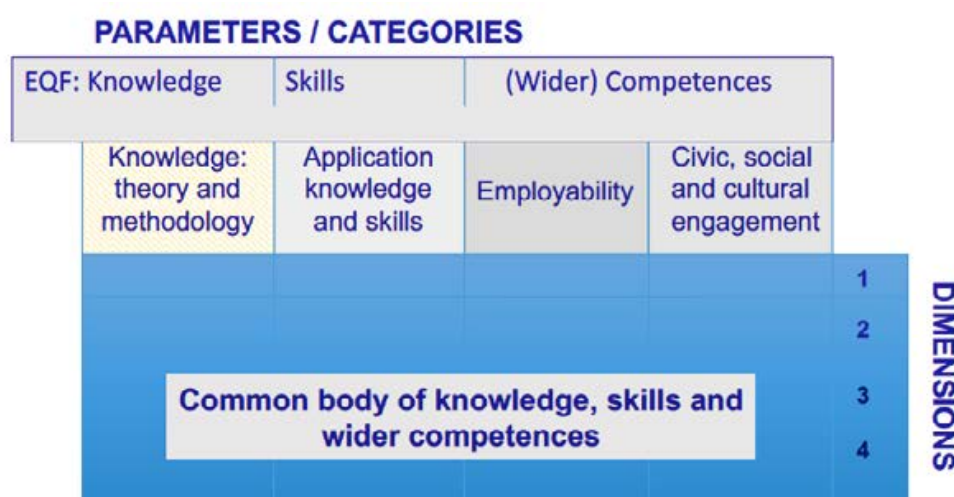 PARAMETERS / CATEGORIES
EQF: Knowledge
Skills
(Wider) Competences
Knowledge:
theory and
methodology
Application
knowledge
and skills
Employability
Civic, social
and cultural
engagement
1
2
3
4
DIMENSIONS
Common body of knowledge, skills and
wider competences